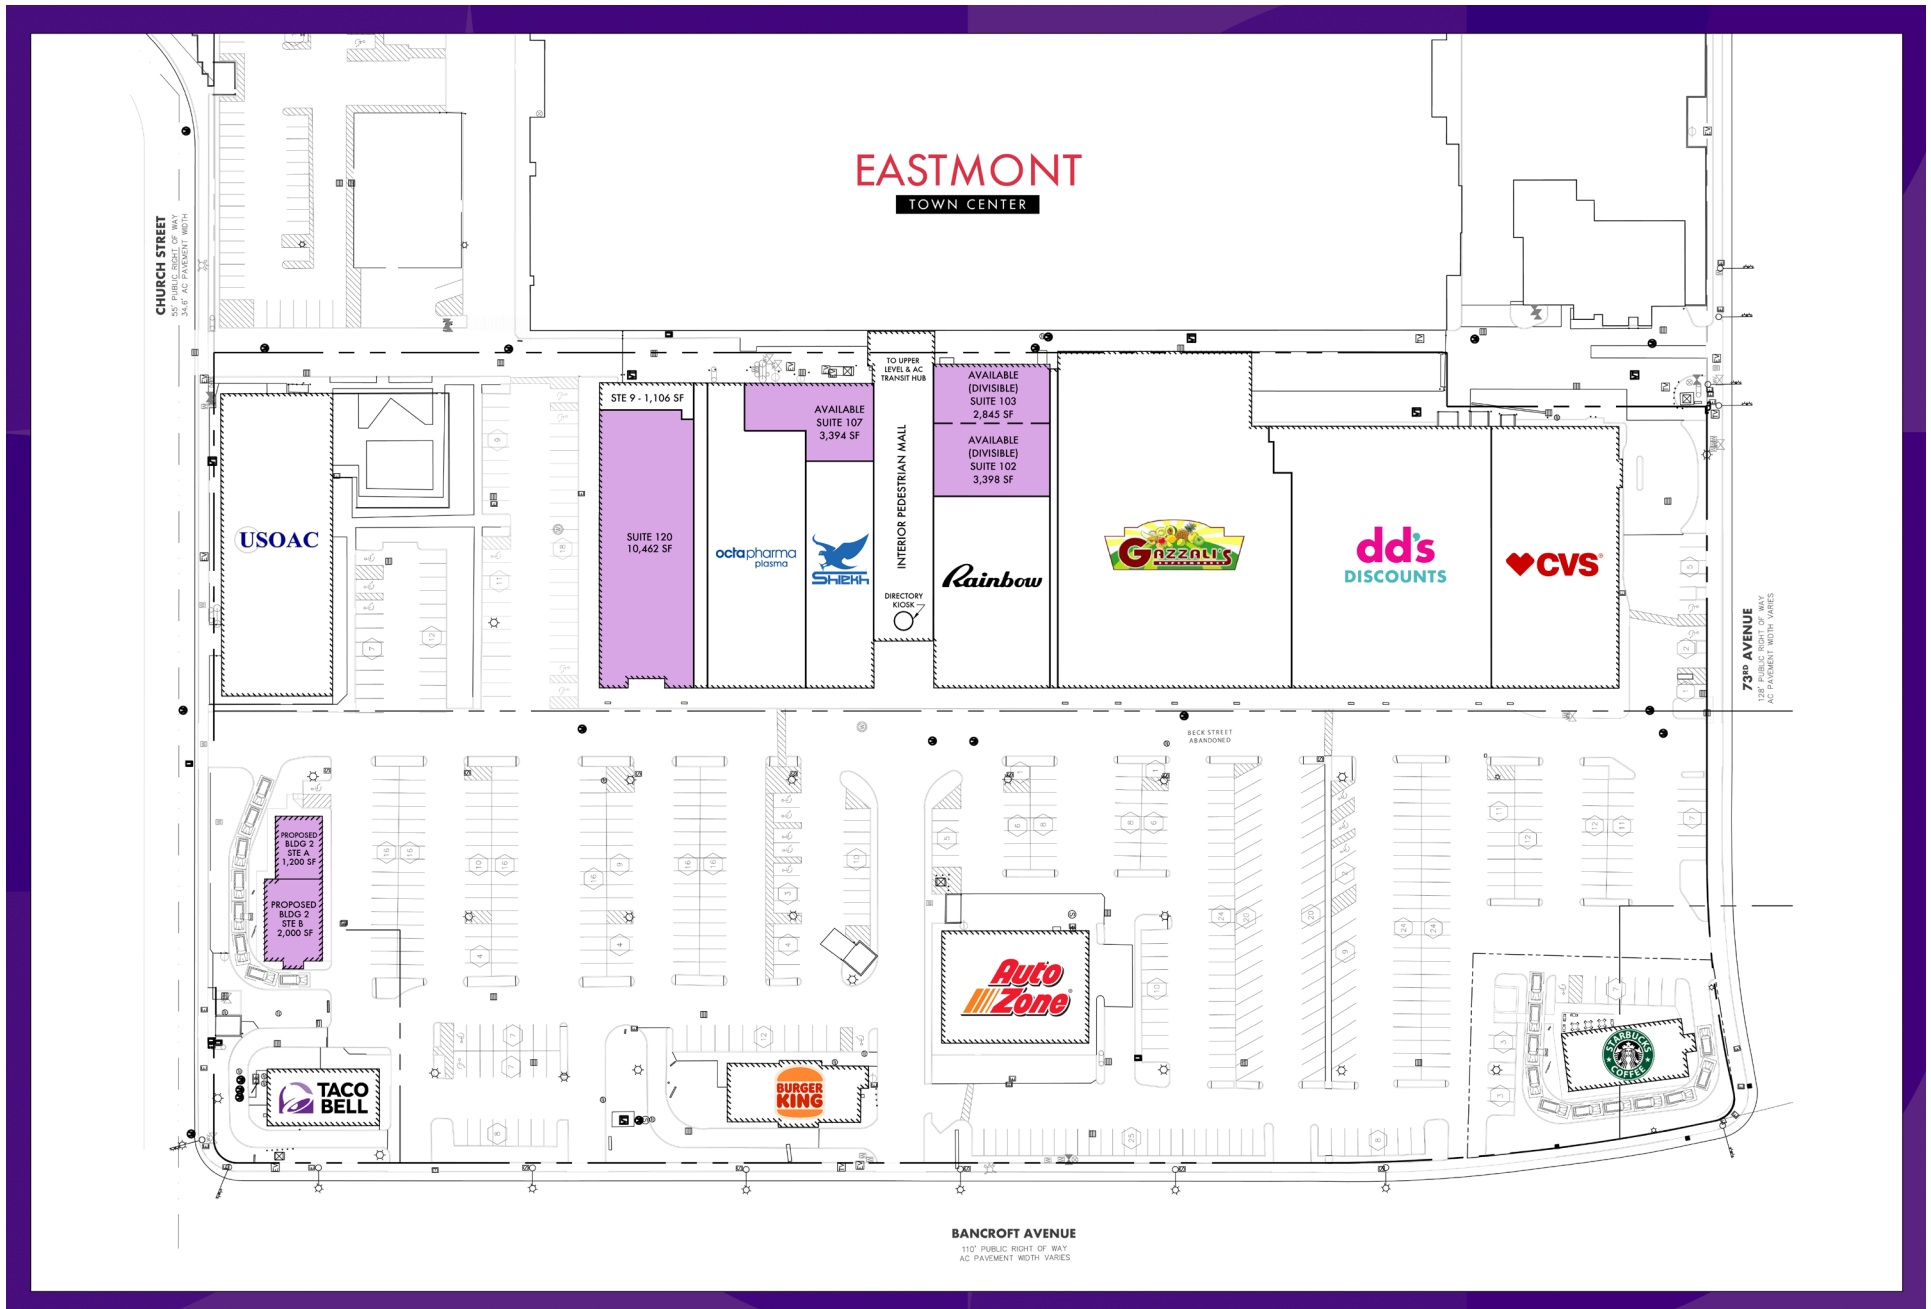 EASTMONT
TOWN CENTER
CHURCH STREET
55' PUBLIC RIGHT OF WAY
34.6' AC PAVEMENT WIDTH
TO UPPER
LEVEL & AC
TRANSIT HUB
STE 9 - 1,106 SF
AVAILABLE
SUITE 107
3,394 SF
AVAILABLE
(DIVISIBLE)
SUITE 103
2,845 SF
AVAILABLE
(DIVISIBLE)
SUITE 102
3,398 SF
INTERIOR PEDESTRIAN MALL
DIRECTORY
KIOSK
USOAC
SUITE 120
10,462 SF
octapharma
plasma
SHIEKH
Rainbow
GAZZALI'S
SUPERMARKET
dd's
DISCOUNTS
CVS
73RD AVENUE
128' PUBLIC RIGHT OF WAY
AC PAVEMENT WIDTH VARIES
BECK STREET
ABANDONED
PROPOSED
BLDG 2
STE A
1,200 SF
PROPOSED
BLDG 2
STE B
2,000 SF
Auto
Zone
TACO
BELL
BURGER
KING
STARBUCKS
COFFEE
BANCROFT AVENUE
110' PUBLIC RIGHT OF WAY
AC PAVEMENT WIDTH VARIES